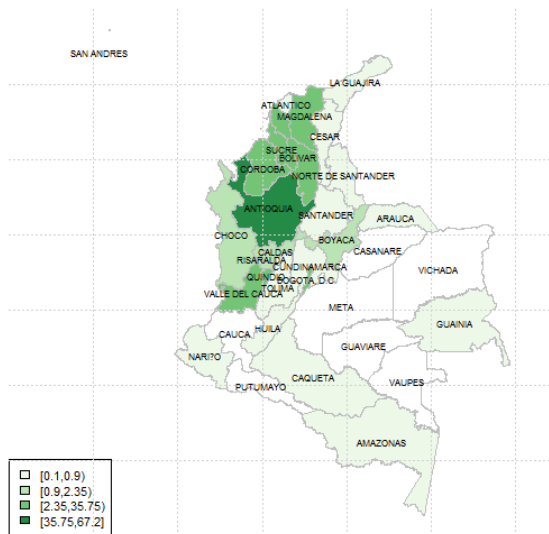 SAN ANDRES
LA GUAJIRA
ATLANTICO
MAGDALENA
CESAR
SUCRE
BOLIVAR
CORDOBA
NORTE DE SANTANDER
ANTIOQUIA
SANTANDER
ARAUCA
CHOCO
BOYACA
CALDAS
CASANARE
RISARALDA
CUNDINAMARCA
VICHADA
QUINDIO
BOGOTA, D.C.
TOLIMA
VALLE DEL CAUCA
META
GUAINIA
HUILA
CAUCA
GUAVIARE
NARI?O
CAQUETA
VAUPES
PUTUMAYO
AMAZONAS
[0.1,0.9)
[0.9,2.35)
[2.35,35.75)
[35.75,67.2]